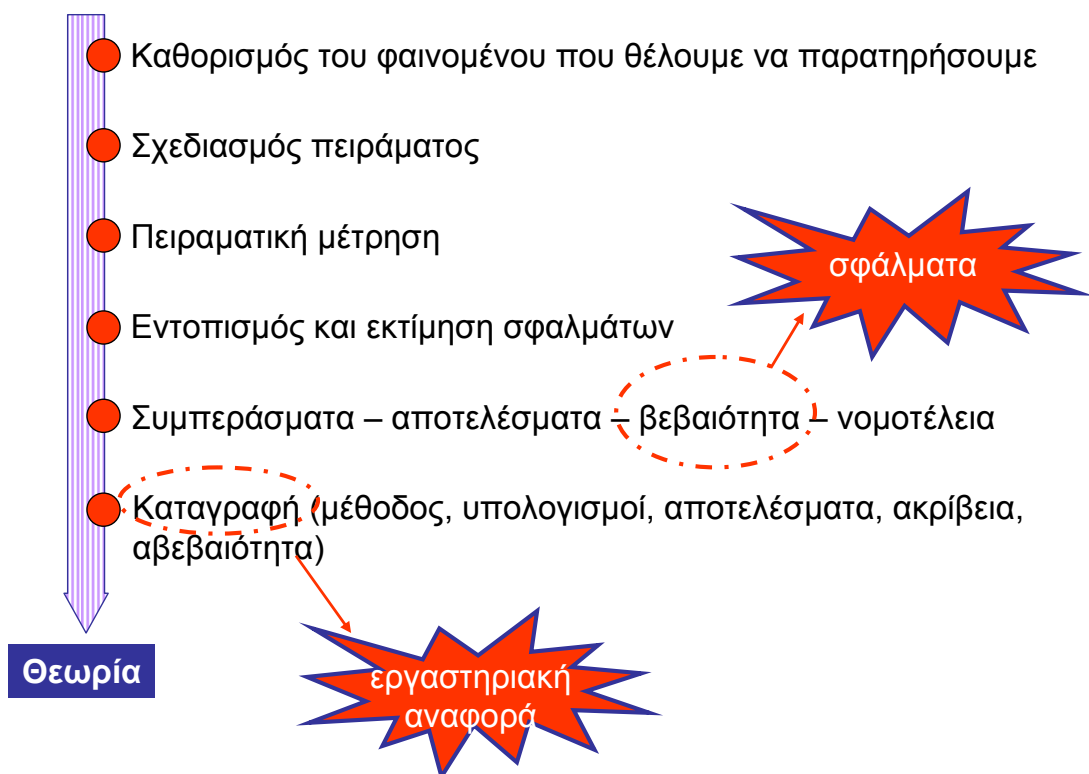 Καθορισμός του φαινομένου που θέλουμε να παρατηρήσουμε
Σχεδιασμός πειράματος
Πειραματική μέτρηση
σφάλματα
Εντοπισμός και εκτίμηση σφαλμάτων
Συμπεράσματα – αποτελέσματα – βεβαιότητα – νομοτέλεια
Καταγραφή (μέθοδος, υπολογισμοί, αποτελέσματα, ακρίβεια,
αβεβαιότητα)
Θεωρία
εργαστηριακή
αναφορά